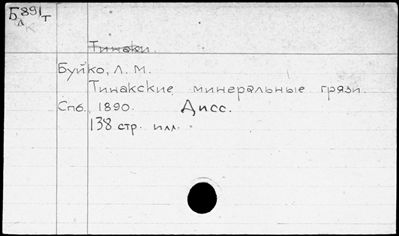 Б891т
л
Тинаки.
Буйко, Л. М.
Тинакские минеральные грязи.
Спб., 1890. Дисс.
138 стр. илл.